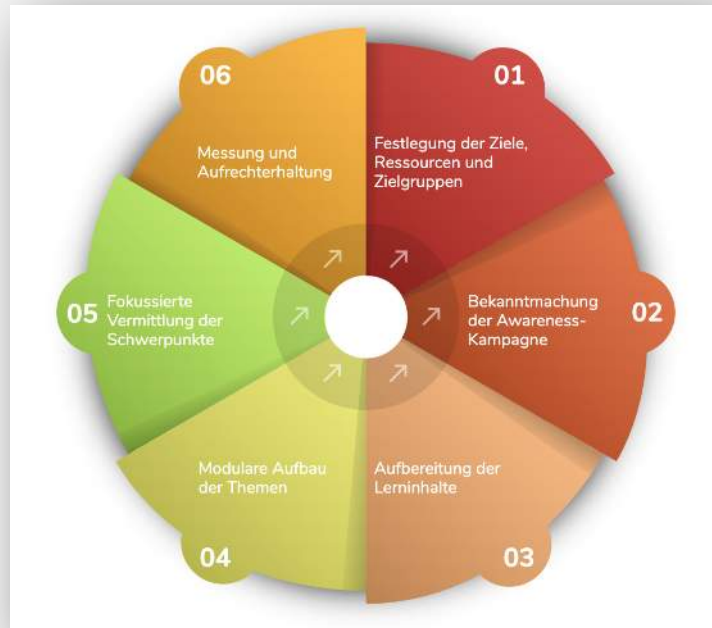 01
Festlegung der Ziele,
Ressourcen und
Zielgruppen
02
Bekanntmachung
der Awareness-
Kampagne
03
Aufbereitung der
Lerninhalte
04
Modulare Aufbau
der Themen
05
Fokussierte
Vermittlung der
Schwerpunkte
06
Messung und
Aufrechterhaltung